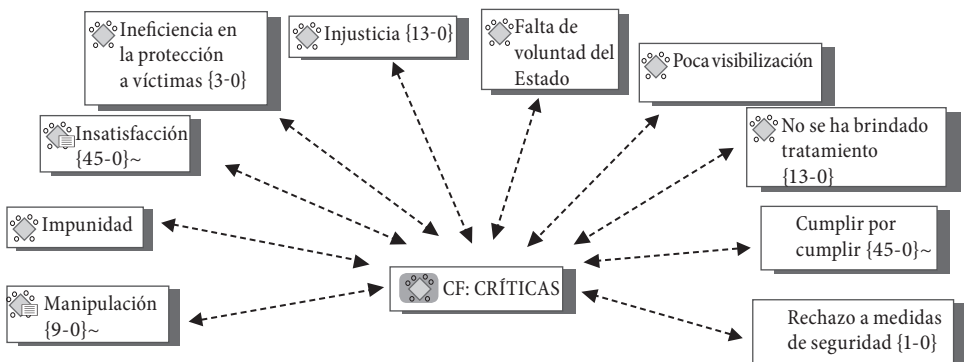 Ineficiencia en
la protección
a víctimas {3-0}
Injusticia {13-0}
Falta de
voluntad del
Estado
Poca visibilización
Insatisfacción
{45-0}~
No se ha brindado
tratamiento
{13-0}
Impunidad
Cumplir por
cumplir {45-0}~
CF: CRÍTICAS
Manipulación
{9-0}~
Rechazo a medidas
de seguridad {1-0}